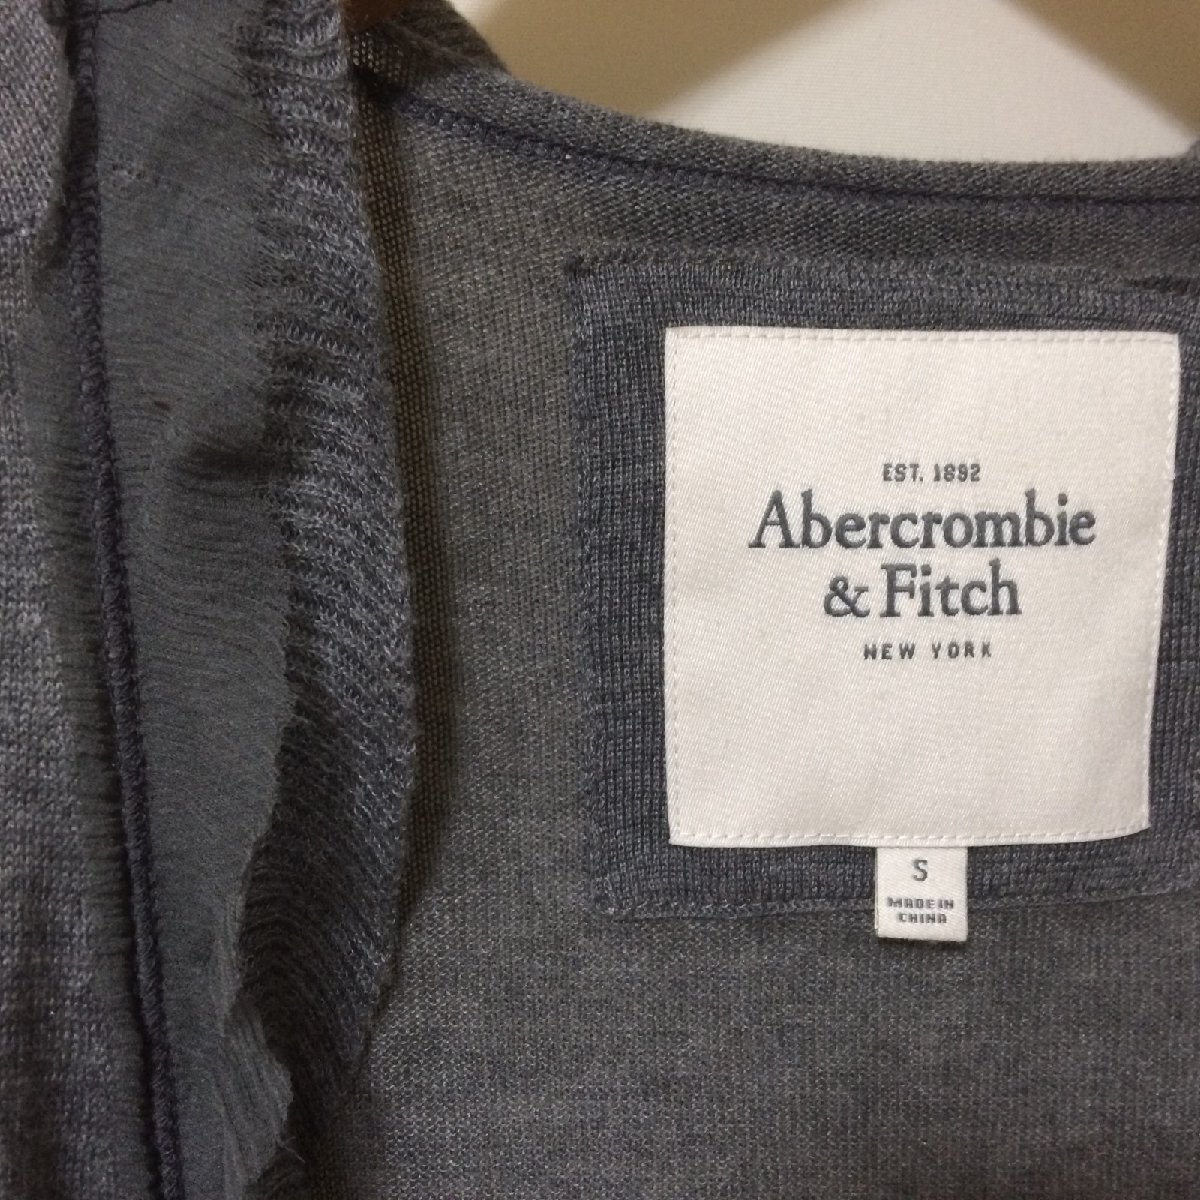 EST. 1892
Abercrombie
& Fitch
NEW YORK
S
MADE IN
CHINA